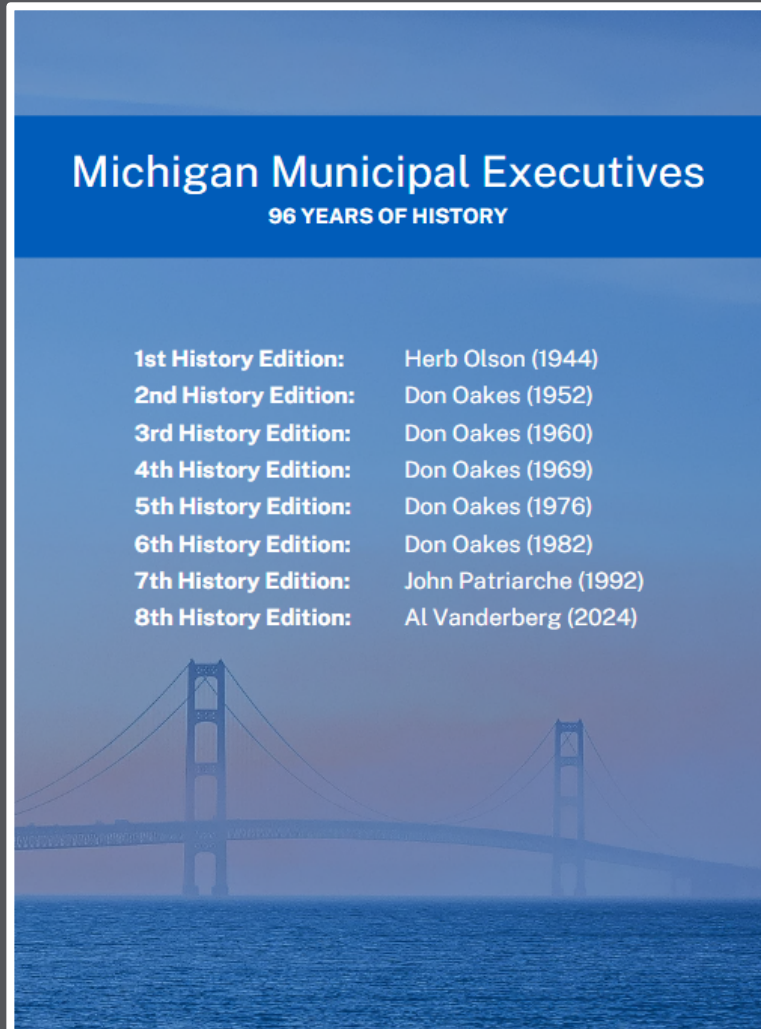 Michigan Municipal Executives
96 YEARS OF HISTORY
1st History Edition: Herb Olson (1944)
2nd History Edition: Don Oakes (1952)
3rd History Edition: Don Oakes (1960)
4th History Edition: Don Oakes (1969)
5th History Edition: Don Oakes (1976)
6th History Edition: Don Oakes (1982)
7th History Edition: John Patriarche (1992)
8th History Edition: Al Vanderberg (2024)